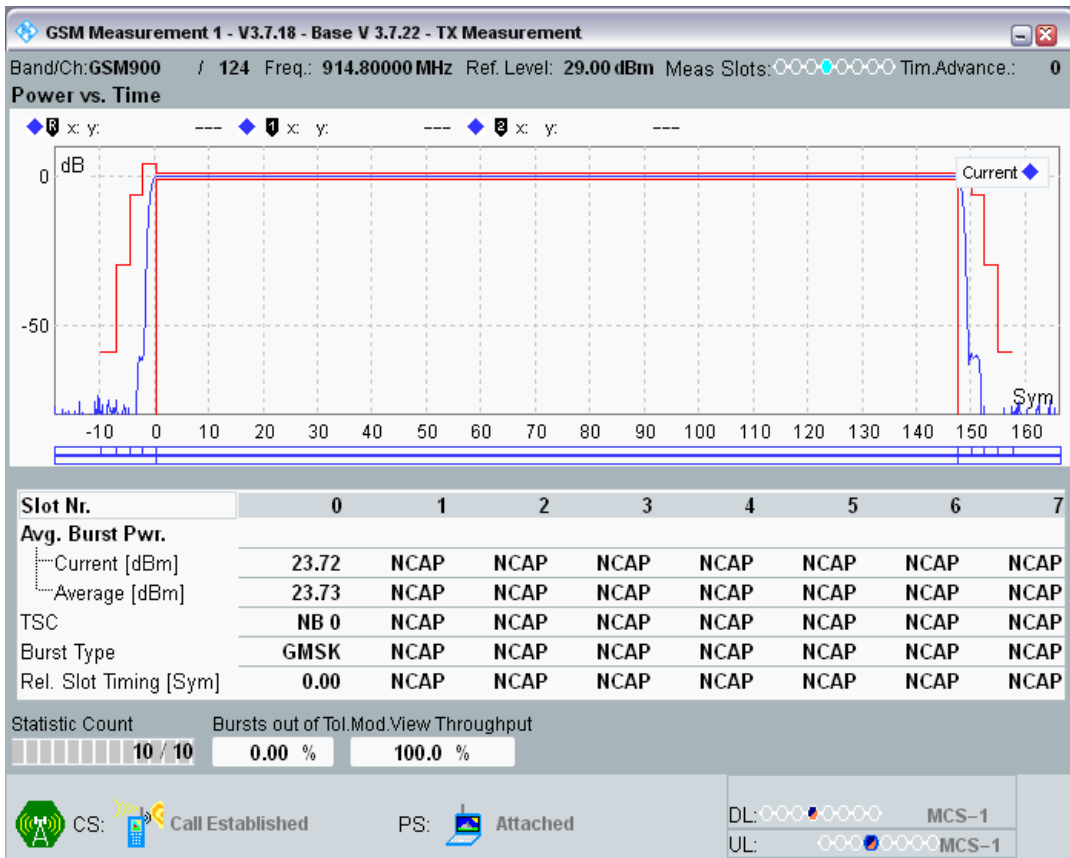 GSM Measurement 1 - V3.7.18 - Base V 3.7.22 - TX Measurement
Band/Ch:GSM900 / 124 Freq.: 914.80000 MHz Ref. Level: 29.00 dBm Meas Slots: Tim.Advance.: 0
Power vs. Time
R x: y: --- 1 x: y: --- 2 x: y: ---
dB
Current
0
-50
Sym
-10 0 10 20 30 40 50 60 70 80 90 100 110 120 130 140 150 160
Slot Nr. 0 1 2 3 4 5 6 7
Avg. Burst Pwr.
Current [dBm] 23.72 NCAP NCAP NCAP NCAP NCAP NCAP NCAP
Average [dBm] 23.73 NCAP NCAP NCAP NCAP NCAP NCAP NCAP
TSC NB 0 NCAP NCAP NCAP NCAP NCAP NCAP NCAP
Burst Type GMSK NCAP NCAP NCAP NCAP NCAP NCAP NCAP
Rel. Slot Timing [Sym] 0.00 NCAP NCAP NCAP NCAP NCAP NCAP NCAP
Statistic Count Bursts out of Tol.Mod.View Throughput
10 / 10 0.00 % 100.0 %
CS: Call Established PS: Attached DL: MCS-1
UL: MCS-1